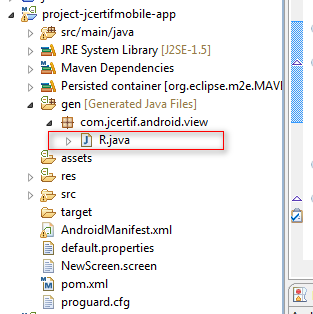 project-jcertifmobile-app
src/main/java
JRE System Library [J2SE-1.5]
Maven Dependencies
Persisted container [org.eclipse.m2e.MAVE
gen [Generated Java Files]
com.jcertif.android.view
R.java
assets
res
src
target
AndroidManifest.xml
default.properties
NewScreen.screen
pom.xml
proguard.cfg